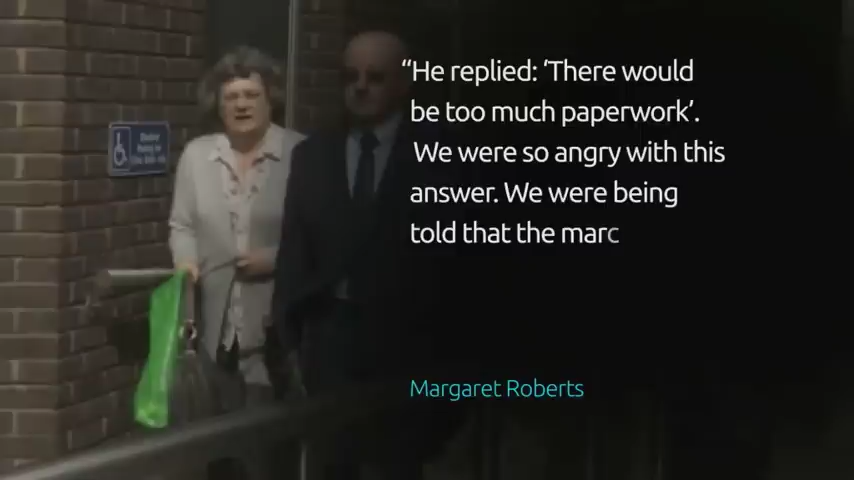 “He replied: ‘There would
be too much paperwork’.
We were so angry with this
answer. We were being
told that the marc
Margaret Roberts